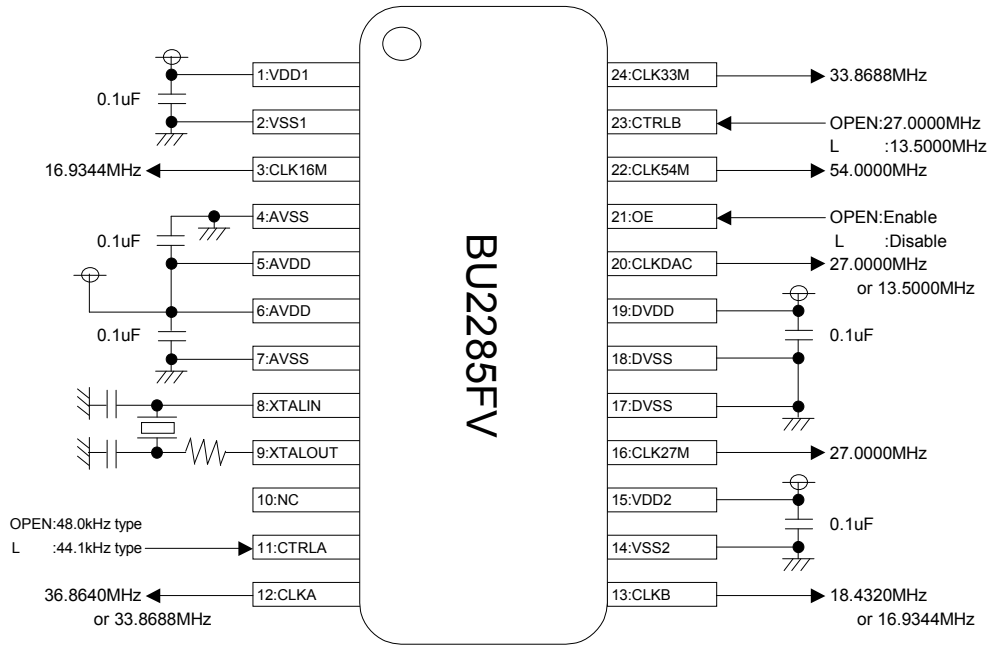 1:VDD1
0.1uF
2:VSS1
16.9344MHz
3:CLK16M
4:AVSS
0.1uF
5:AVDD
6:AVDD
0.1uF
7:AVSS
8:XTALIN
9:XTALOUT
10:NC
OPEN:48.0kHz type
L :44.1kHz type
11:CTRLA
36.8640MHz
or 33.8688MHz
12:CLKA
BU2285FV
24:CLK33M
33.8688MHz
23:CTRLB
OPEN:27.0000MHz
L :13.5000MHz
22:CLK54M
54.0000MHz
21:OE
OPEN:Enable
L :Disable
20:CLKDAC
27.0000MHz
or 13.5000MHz
19:DVDD
0.1uF
18:DVSS
17:DVSS
16:CLK27M
27.0000MHz
15:VDD2
0.1uF
14:VSS2
13:CLKB
18.4320MHz
or 16.9344MHz